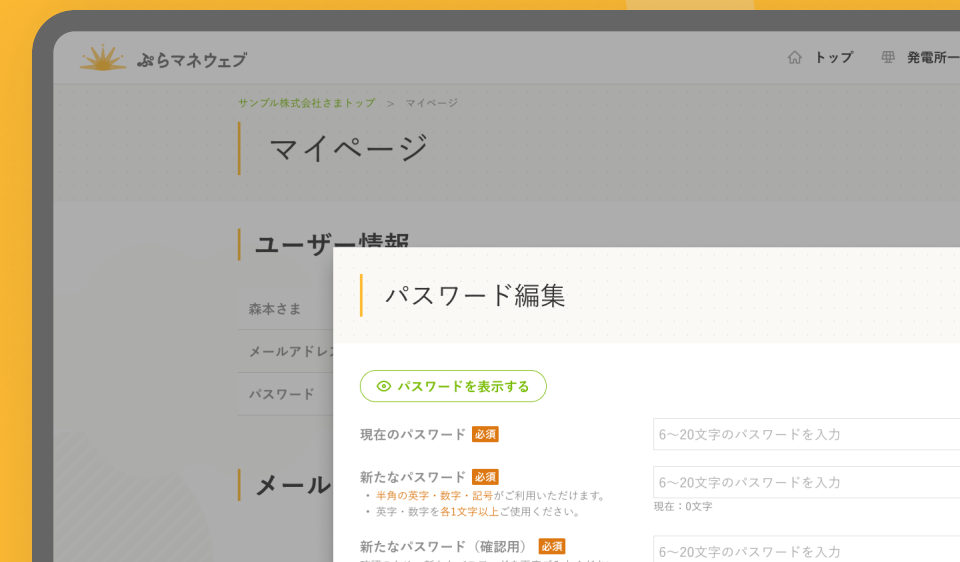 ぷらマネウェブ
トップ 発電所一
サンプル株式会社さまトップ > マイページ
マイページ
ユーザー情報
パスワード編集
森本さま
メールアドレス
パスワード
パスワードを表示する
現在のパスワード 必須 6〜20文字のパスワードを入力
メール
新たなパスワード 必須 6〜20文字のパスワードを入力
・ 半角の英字・数字・記号がご利用いただけます。
現在：0文字
・ 英字・数字を各1文字以上ご使用ください。
新たなパスワード（確認用） 必須 6〜20文字のパスワードを入力